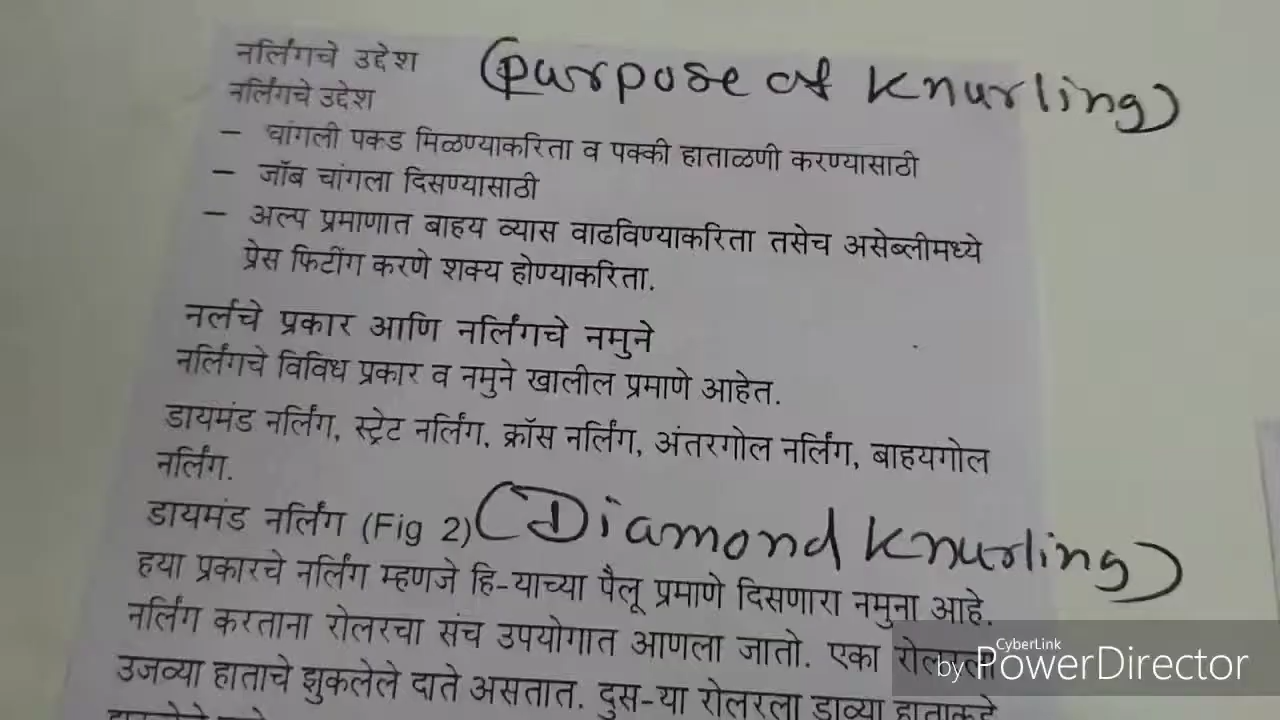 नर्लिंगचे उद्देश (Purpose of Knurling)
नर्लिंगचे उद्देश
– चांगली पकड मिळण्याकरिता व पक्की हाताळणी करण्यासाठी
– जॉब चांगला दिसण्यासाठी
– अल्प प्रमाणात बाहय व्यास वाढविण्याकरिता तसेच असेब्लीमध्ये
प्रेस फिटींग करणे शक्य होण्याकरिता.
नर्लचे प्रकार आणि नर्लिंगचे नमुने
नर्लिंगचे विविध प्रकार व नमुने खालील प्रमाणे आहेत.
डायमंड नर्लिंग, स्ट्रेट नर्लिंग, क्रॉस नर्लिंग, अंतरगोल नर्लिंग, बाहयगोल
नर्लिंग.
डायमंड नर्लिंग (Fig 2) (Diamond Knurling)
हया प्रकारचे नर्लिंग म्हणजे हि-याच्या पैलू प्रमाणे दिसणारा नमुना आहे.
नर्लिंग करताना रोलरचा संच उपयोगात आणला जातो. एका रोलरला
उजव्या हाताचे झुकलेले दाते असतात. दुस-या रोलरला डाव्या हाताकडे
CyberLink
by PowerDirector